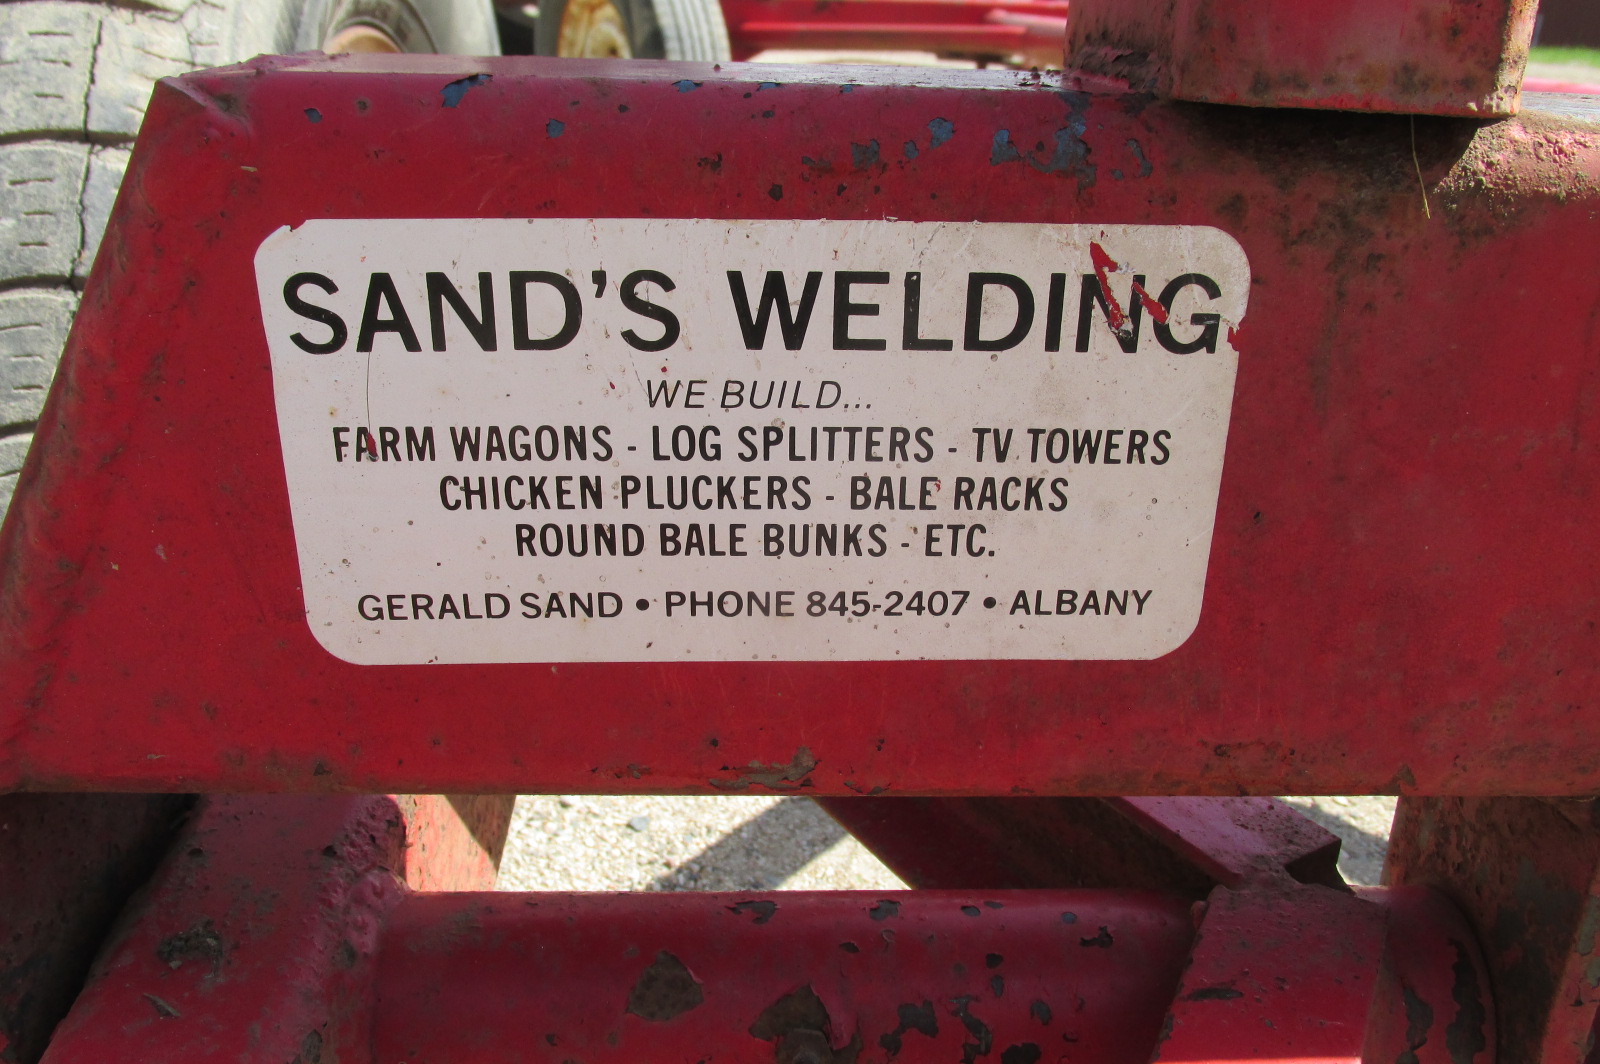 SAND'S WELDING
WE BUILD...
FARM WAGONS - LOG SPLITTERS - TV TOWERS
CHICKEN PLUCKERS - BALE RACKS
ROUND BALE BUNKS - ETC.
GERALD SAND • PHONE 845-2407 • ALBANY